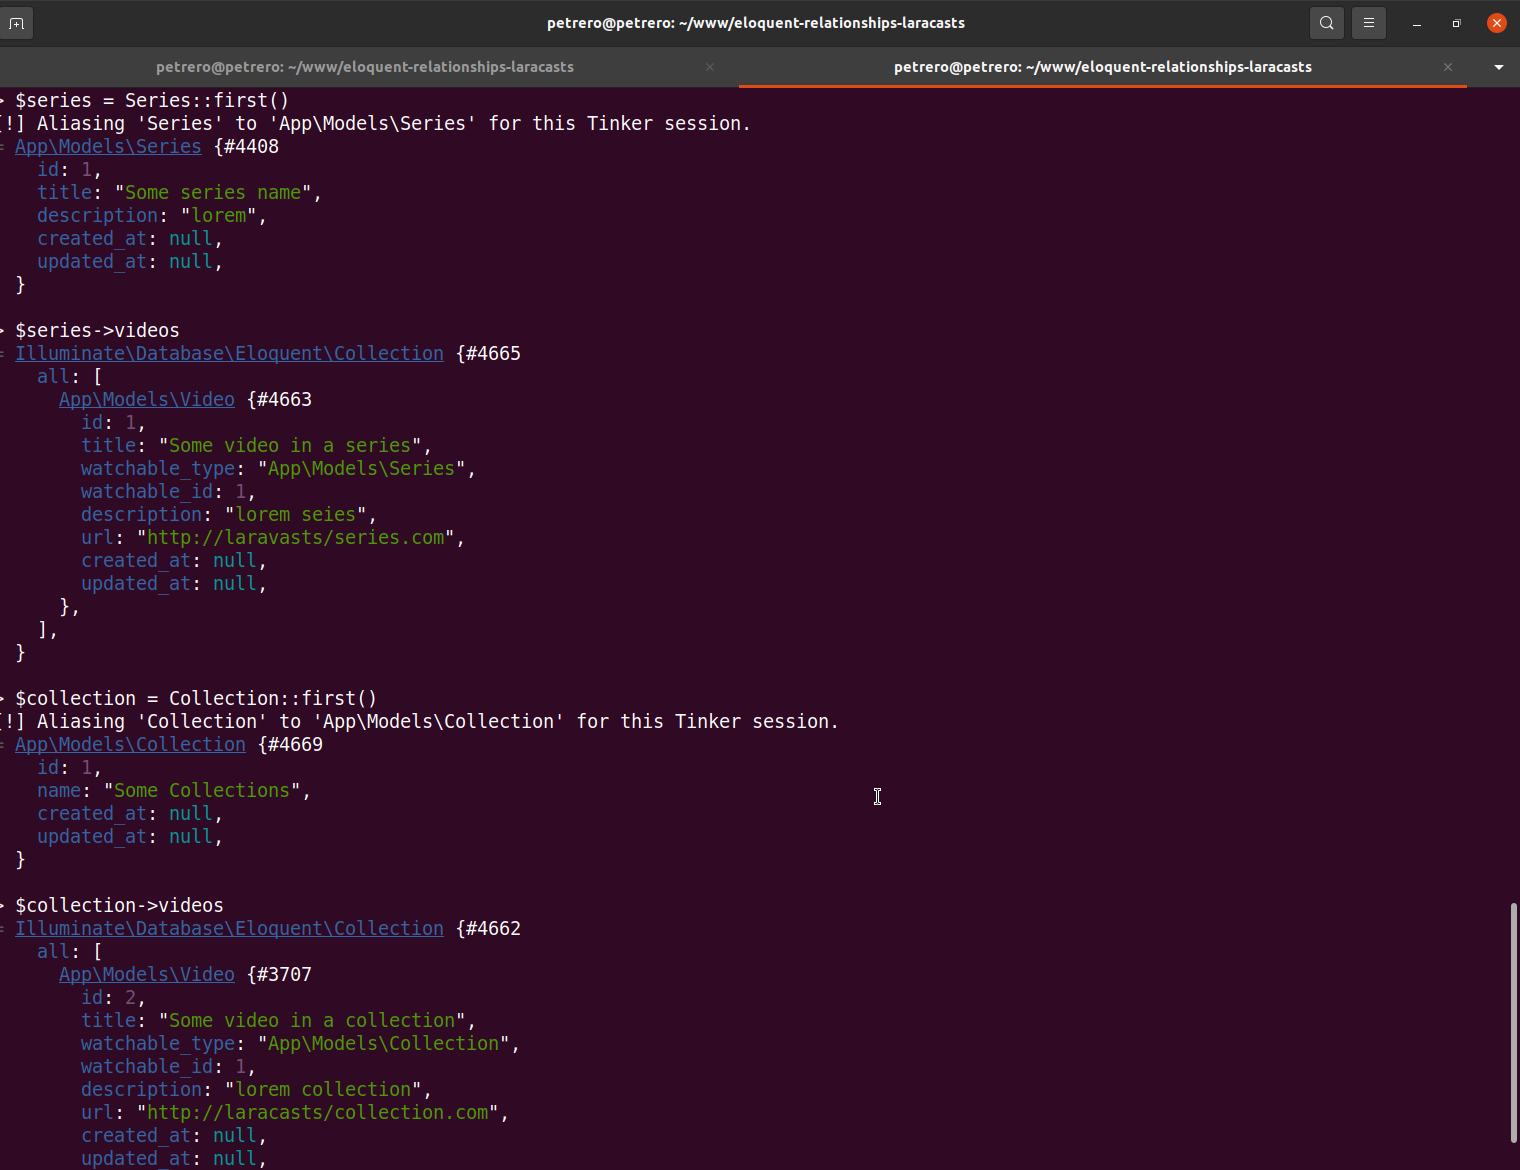 petrero@petrero: ~/www/eloquent-relationships-laracasts
petrero@petrero: ~/www/eloquent-relationships-laracasts × petrero@petrero: ~/www/eloquent-relationships-laracasts ×
> $series = Series::first()
[!] Aliasing 'Series' to 'App\Models\Series' for this Tinker session.
= App\Models\Series {#4408
id: 1,
title: "Some series name",
description: "lorem",
created_at: null,
updated_at: null,
}
> $series->videos
= Illuminate\Database\Eloquent\Collection {#4665
all: [
App\Models\Video {#4663
id: 1,
title: "Some video in a series",
watchable_type: "App\Models\Series",
watchable_id: 1,
description: "lorem seies",
url: "http://laravasts/series.com",
created_at: null,
updated_at: null,
},
],
}
> $collection = Collection::first()
[!] Aliasing 'Collection' to 'App\Models\Collection' for this Tinker session.
= App\Models\Collection {#4669
id: 1,
name: "Some Collections",
created_at: null,
updated_at: null,
}
> $collection->videos
= Illuminate\Database\Eloquent\Collection {#4662
all: [
App\Models\Video {#3707
id: 2,
title: "Some video in a collection",
watchable_type: "App\Models\Collection",
watchable_id: 1,
description: "lorem collection",
url: "http://laracasts/collection.com",
created_at: null,
updated_at: null,